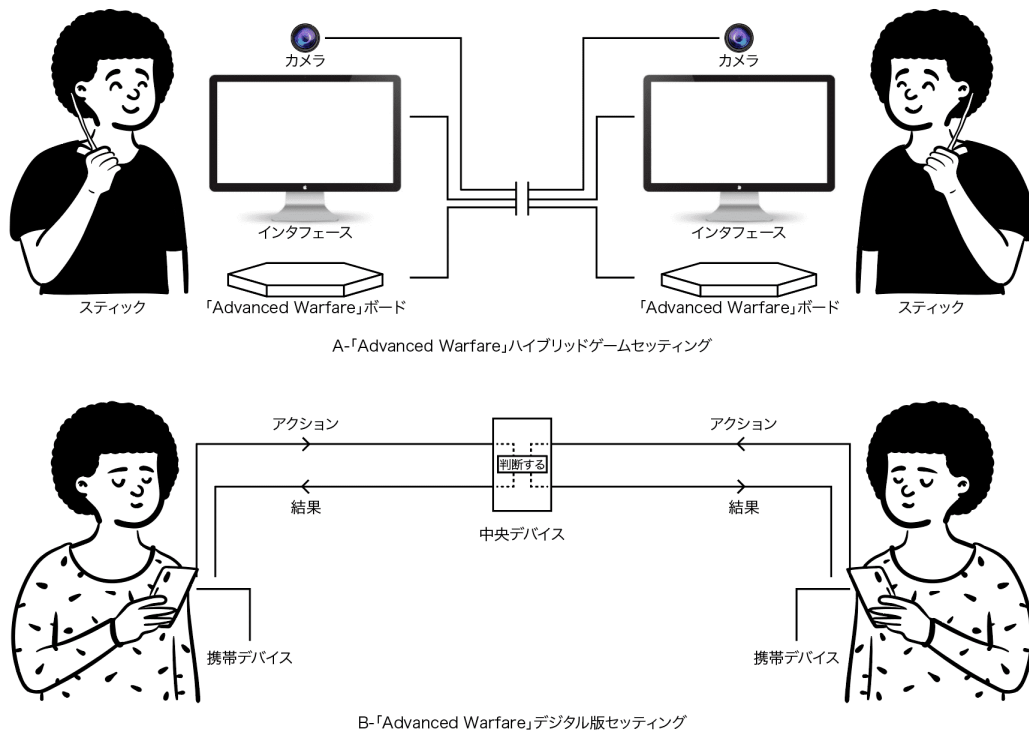 カメラ
カメラ
インタフェース
インタフェース
スティック
「Advanced Warfare」ボード
「Advanced Warfare」ボード
スティック
A-「Advanced Warfare」ハイブリッドゲームセッティング
アクション
アクション
判断する
結果
結果
中央デバイス
携帯デバイス
携帯デバイス
B-「Advanced Warfare」デジタル版セッティング